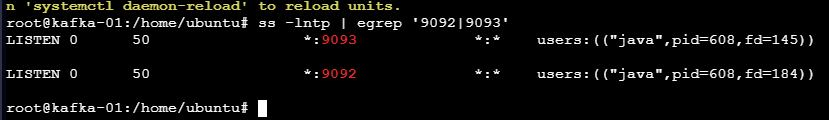 n 'systemctl daemon-reload' to reload units.
root@kafka-01:/home/ubuntu# ss -lntp | egrep '9092|9093'
LISTEN 0 50 *:9093 *:* users:(("java",pid=608,fd=145))
LISTEN 0 50 *:9092 *:* users:(("java",pid=608,fd=184))
root@kafka-01:/home/ubuntu#